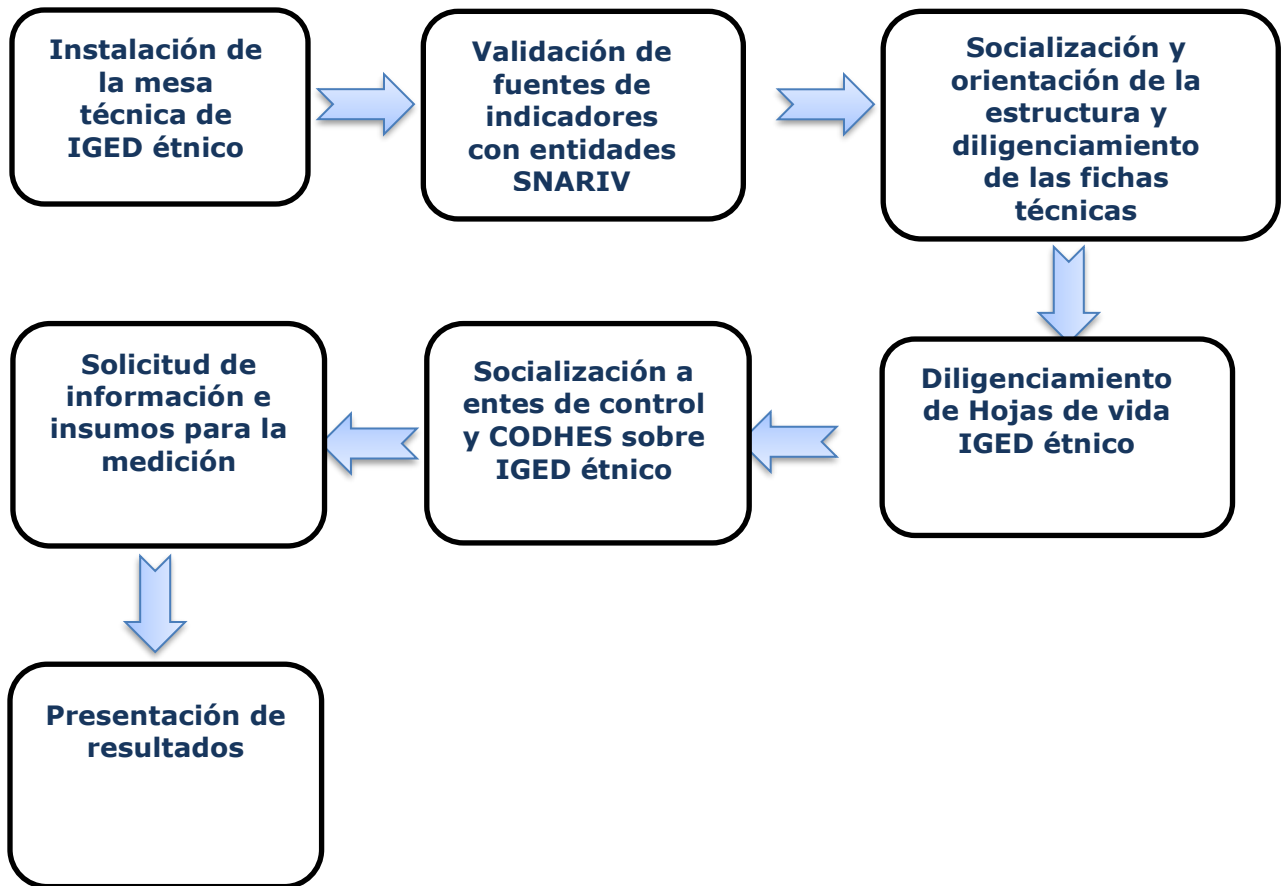 Instalación de
la mesa
técnica de
IGED étnico
Validación de
fuentes de
indicadores
con entidades
SNARIV
Socialización y
orientación de la
estructura y
diligenciamiento
de las fichas
técnicas
Diligenciamiento
de Hojas de vida
IGED étnico
Socialización a
entes de control
y CODHES sobre
IGED étnico
Solicitud de
información e
insumos para la
medición
Presentación de
resultados